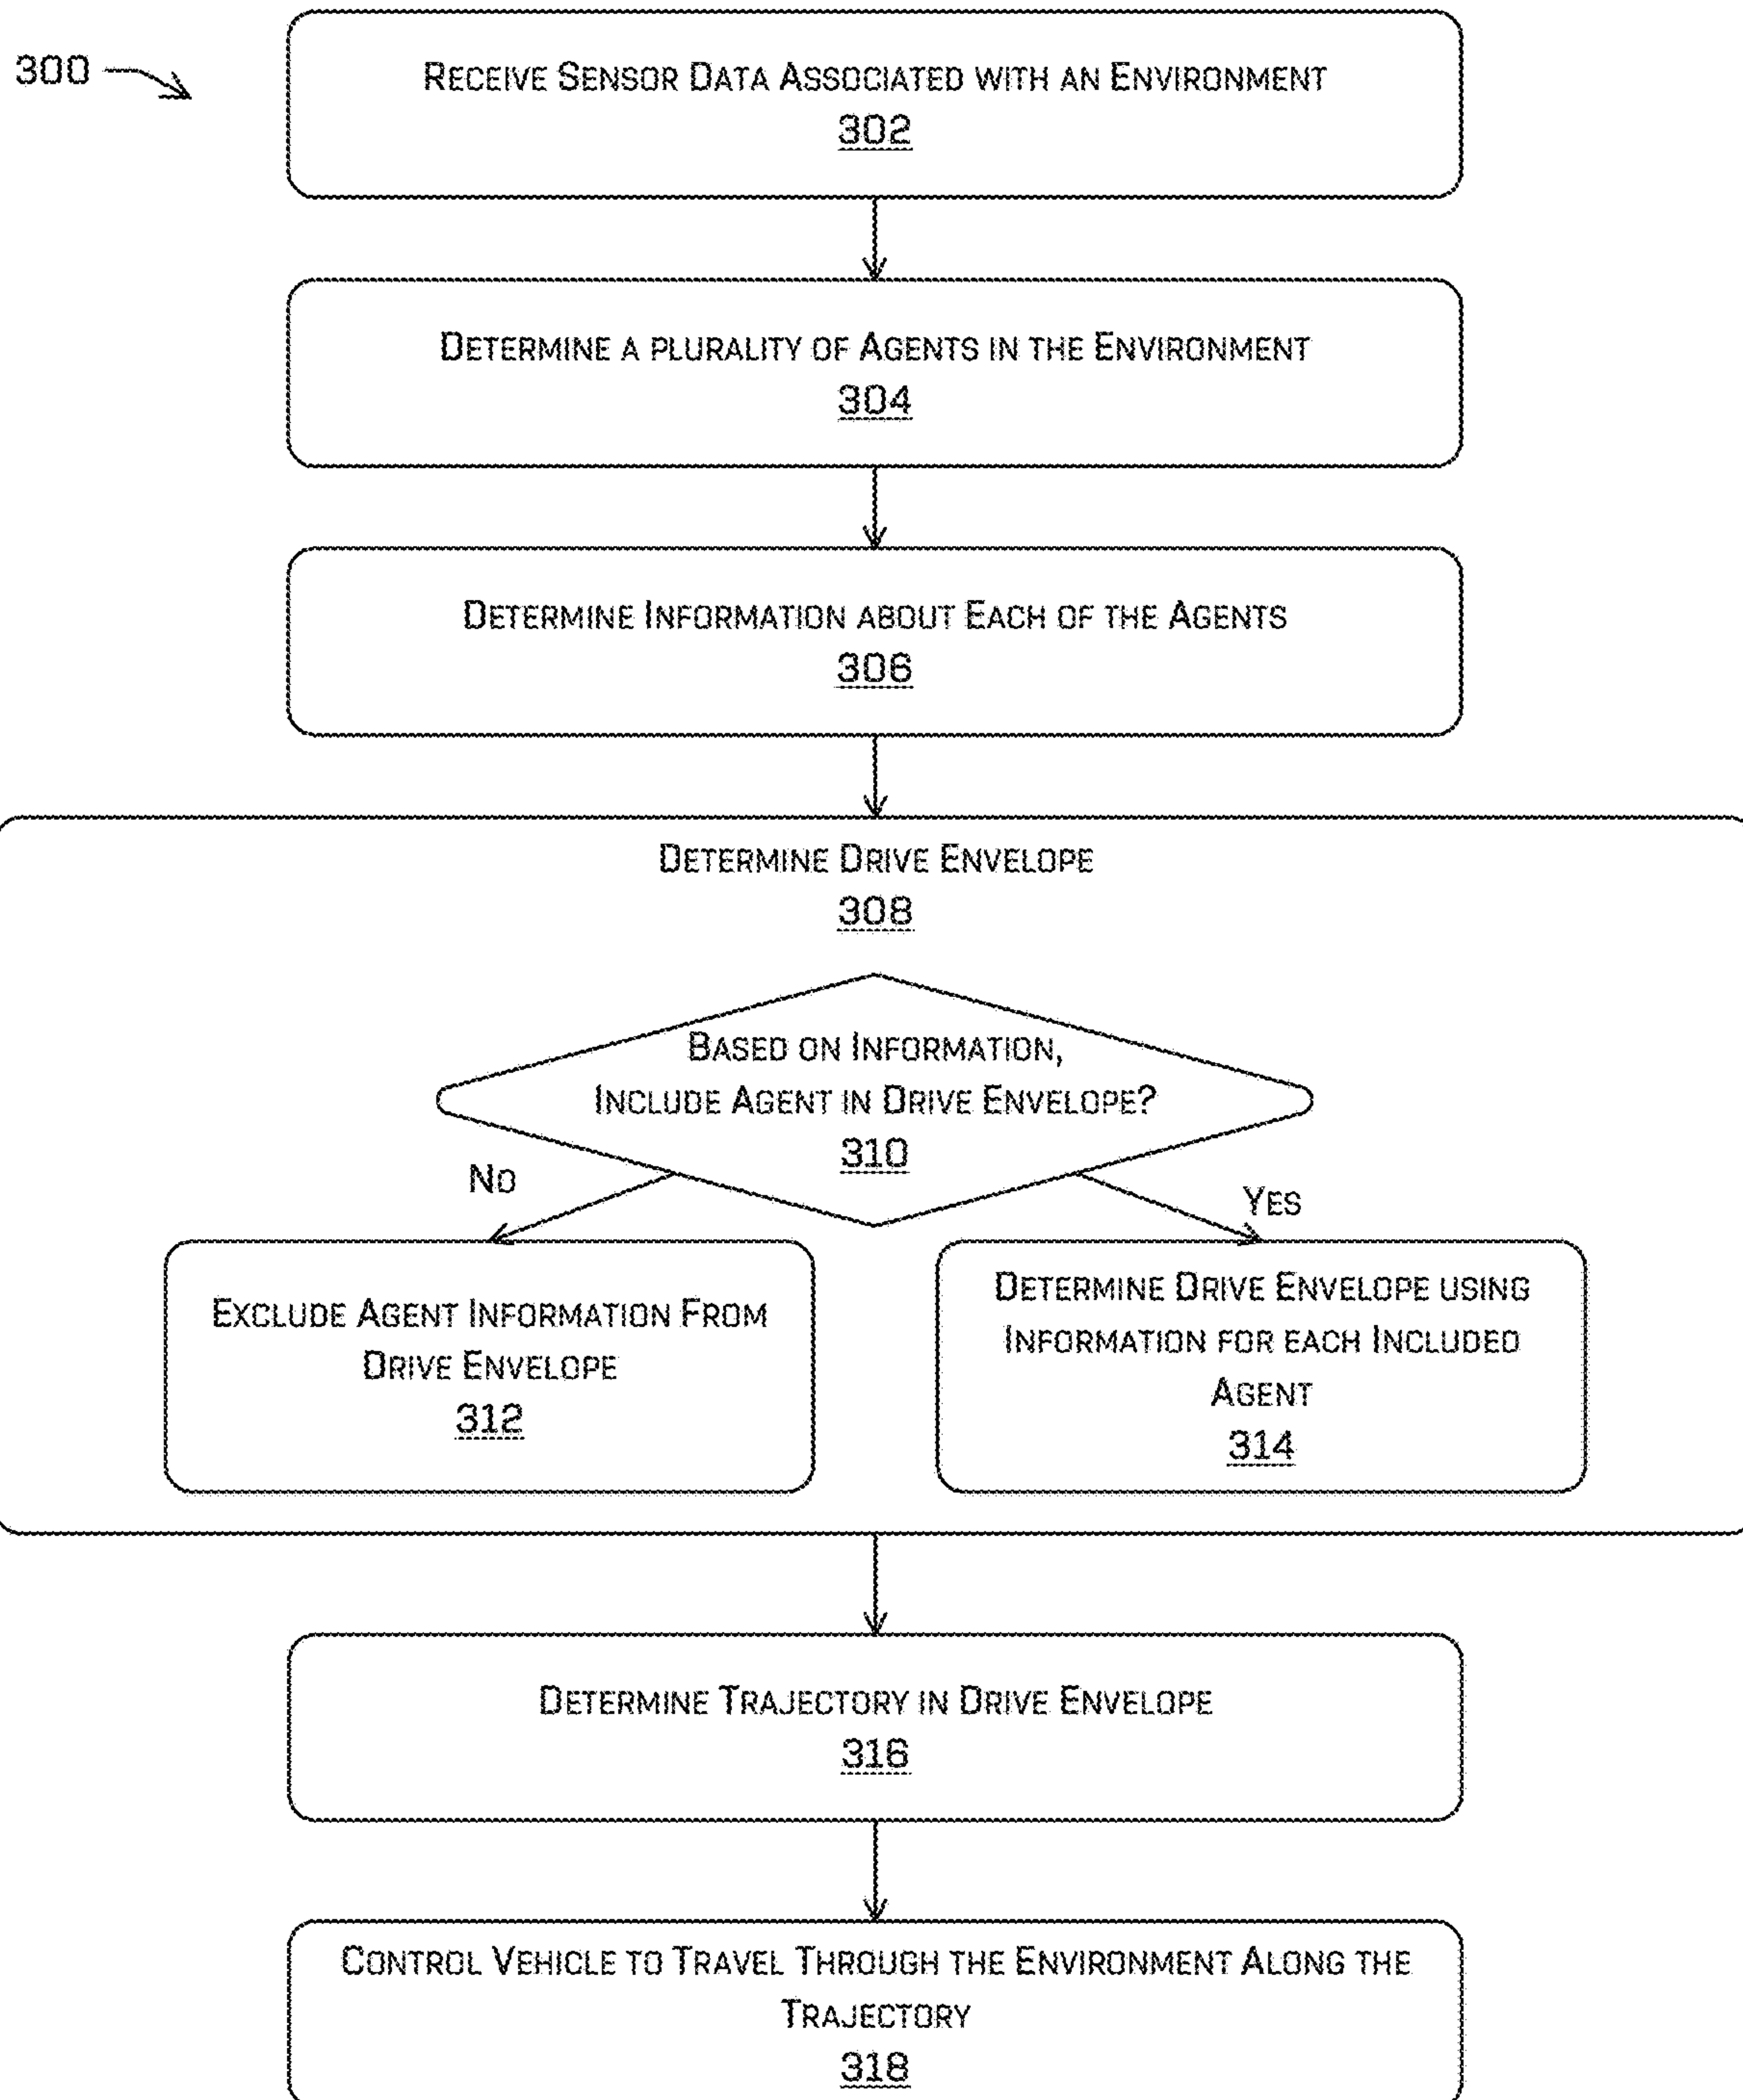 300
Receive Sensor Data Associated with an Environment
302
Determine a plurality of Agents in the Environment
304
Determine Information about Each of the Agents
306
Determine Drive Envelope
308
Based on Information,
Include Agent in Drive Envelope?
310
No
Yes
Exclude Agent Information From
Drive Envelope
312
Determine Drive Envelope using
Information for each Included
Agent
314
Determine Trajectory in Drive Envelope
316
Control Vehicle to Travel Through the Environment Along the
Trajectory
318